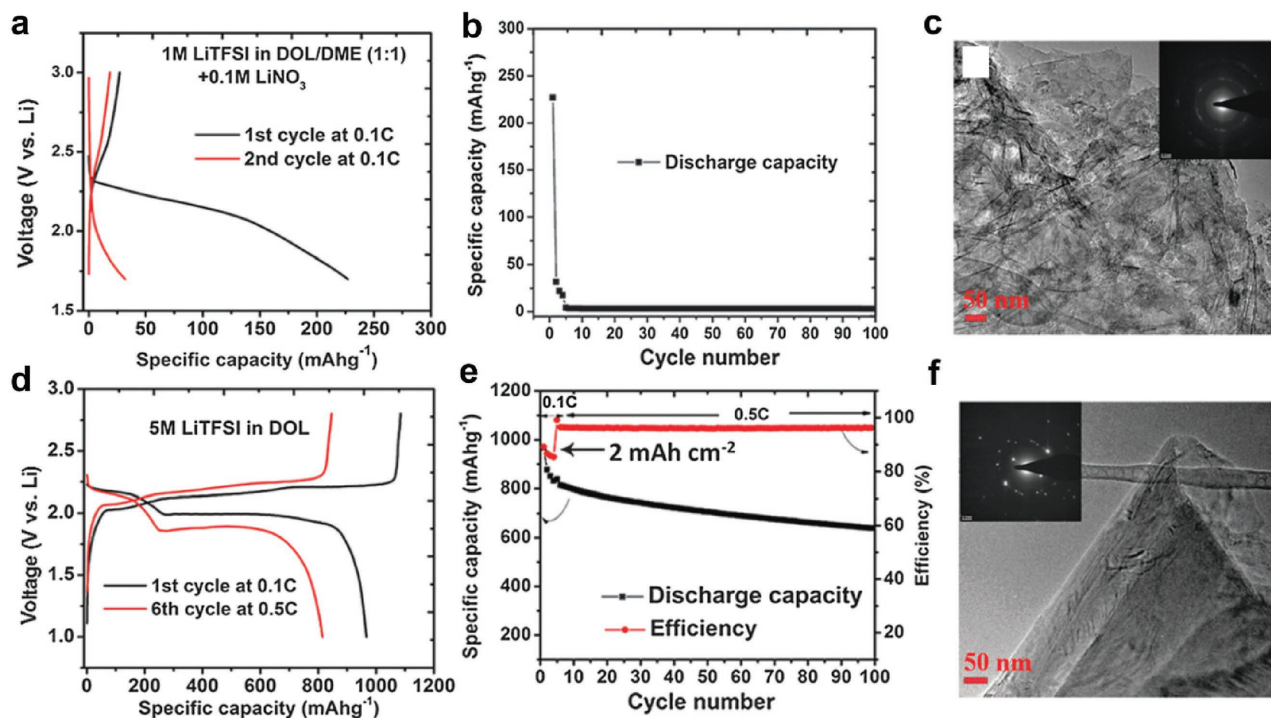 a
1M LiTFSI in DOL/DME (1:1)
+0.1M LiNO₃
1st cycle at 0.1C
2nd cycle at 0.1C
Voltage (V vs. Li)
3.0
2.5
2.0
1.5
0 50 100 150 200 250 300
Specific capacity (mAhg⁻¹)
b
Discharge capacity
Specific capacity (mAhg⁻¹)
300
250
200
150
100
50
0
0 10 20 30 40 50 60 70 80 90 100
Cycle number
c
50 nm
d
5M LiTFSI in DOL
1st cycle at 0.1C
6th cycle at 0.5C
Voltage (V vs. Li)
3.0
2.5
2.0
1.5
1.0
0 200 400 600 800 1000 1200
Specific capacity (mAhg⁻¹)
e
0.1C
0.5C
2 mAh cm⁻²
Discharge capacity
Efficiency
Specific capacity (mAhg⁻¹)
1200
1100
1000
900
800
700
600
500
400
300
200
100
80
60
40
20
Efficiency (%)
0 10 20 30 40 50 60 70 80 90 100
Cycle number
f
50 nm